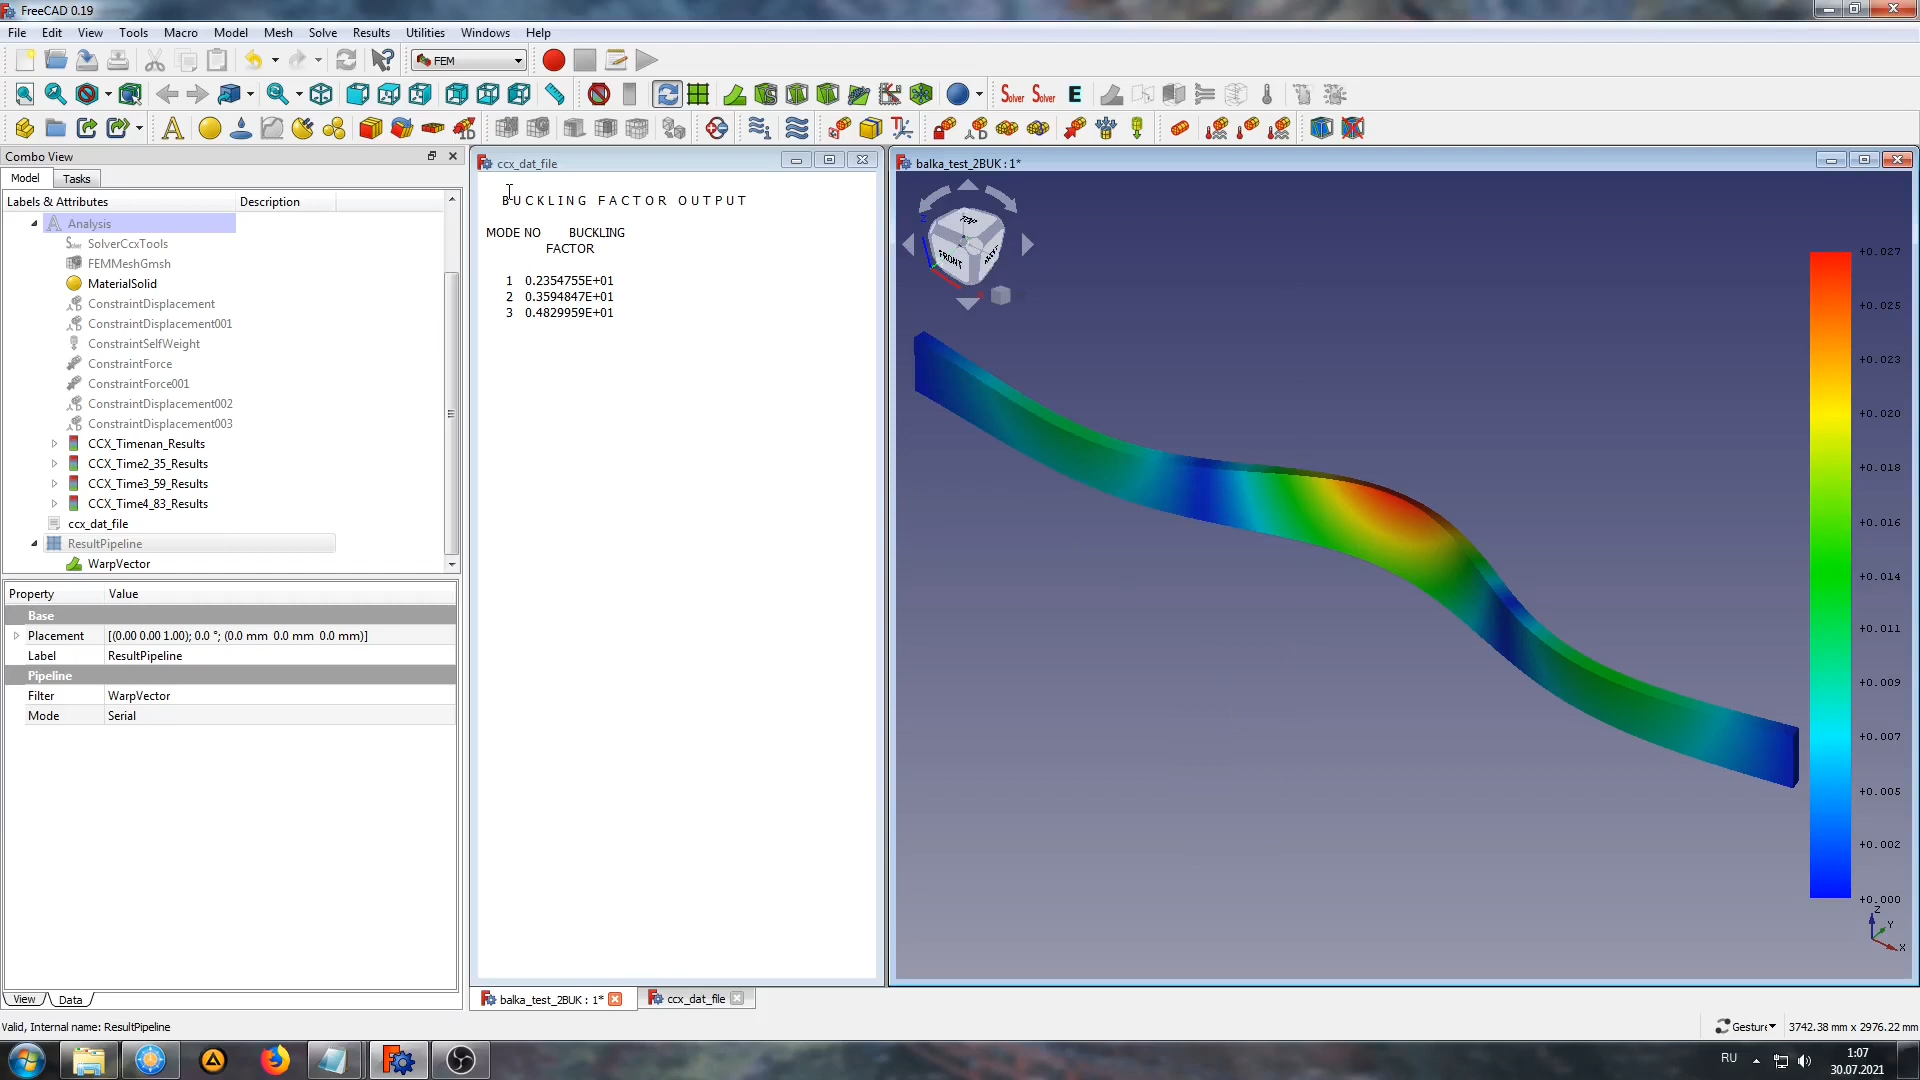 FreeCAD 0.19
File Edit View Tools Macro Model Mesh Solve Results Utilities Windows Help
FEM
Solver Solver E
Combo View
Model Tasks
Labels & Attributes Description
Analysis
SolverCcxTools
FEMMeshGmsh
MaterialSolid
ConstraintDisplacement
ConstraintDisplacement001
ConstraintSelfWeight
ConstraintForce
ConstraintForce001
ConstraintDisplacement002
ConstraintDisplacement003
CCX_Timenan_Results
CCX_Time2_35_Results
CCX_Time3_59_Results
CCX_Time4_83_Results
ccx_dat_file
ResultPipeline
WarpVector
Property Value
Base
Placement [(0.00 0.00 1.00); 0.0 °; (0.0 mm 0.0 mm 0.0 mm)]
Label ResultPipeline
Pipeline
Filter WarpVector
Mode Serial
View Data
Valid, Internal name: ResultPipeline
ccx_dat_file
B U C K L I N G F A C T O R O U T P U T
MODE NO BUCKLING
FACTOR
1 0.2354755E+01
2 0.3594847E+01
3 0.4829959E+01
balka_test_2BUK : 1*
TOP
FRONT
Z
+0.027
+0.025
+0.023
+0.020
+0.018
+0.016
+0.014
+0.011
+0.009
+0.007
+0.005
+0.002
+0.000
Z
Y
X
balka_test_2BUK : 1* ccx_dat_file
Gesture 3742.38 mm x 2976.22 mm
RU
1:07
30.07.2021